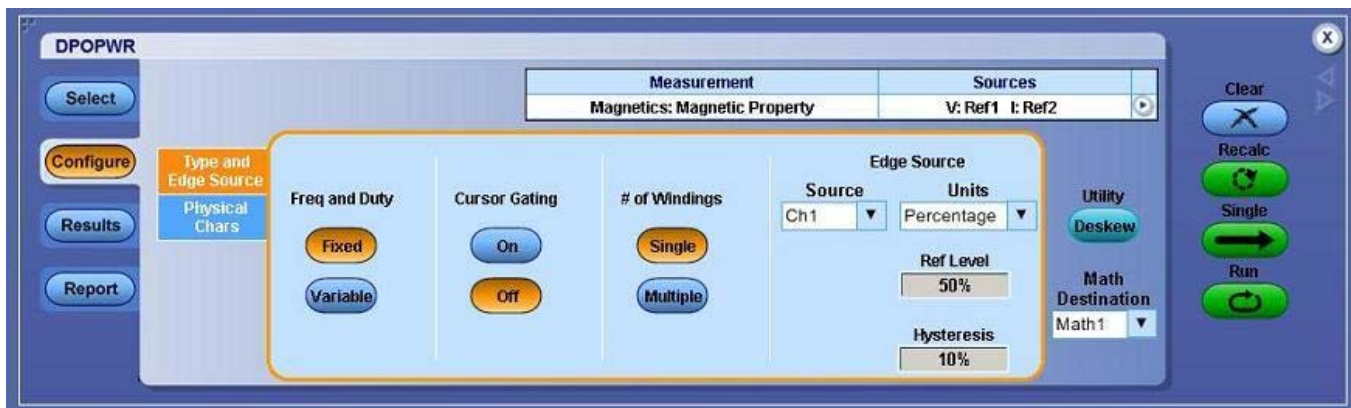 DPOPWR
Select
Configure
Results
Report
Measurement Sources
Magnetics: Magnetic Property V: Ref1 I: Ref2
Type and
Edge Source
Physical
Chars
Freq and Duty
Fixed
Variable
Cursor Gating
On
Off
# of Windings
Single
Multiple
Edge Source
Source Units
Ch1 Percentage
Ref Level
50%
Hysteresis
10%
Utility
Deskew
Math
Destination
Math1
X
Clear
Recalc
Single
Run